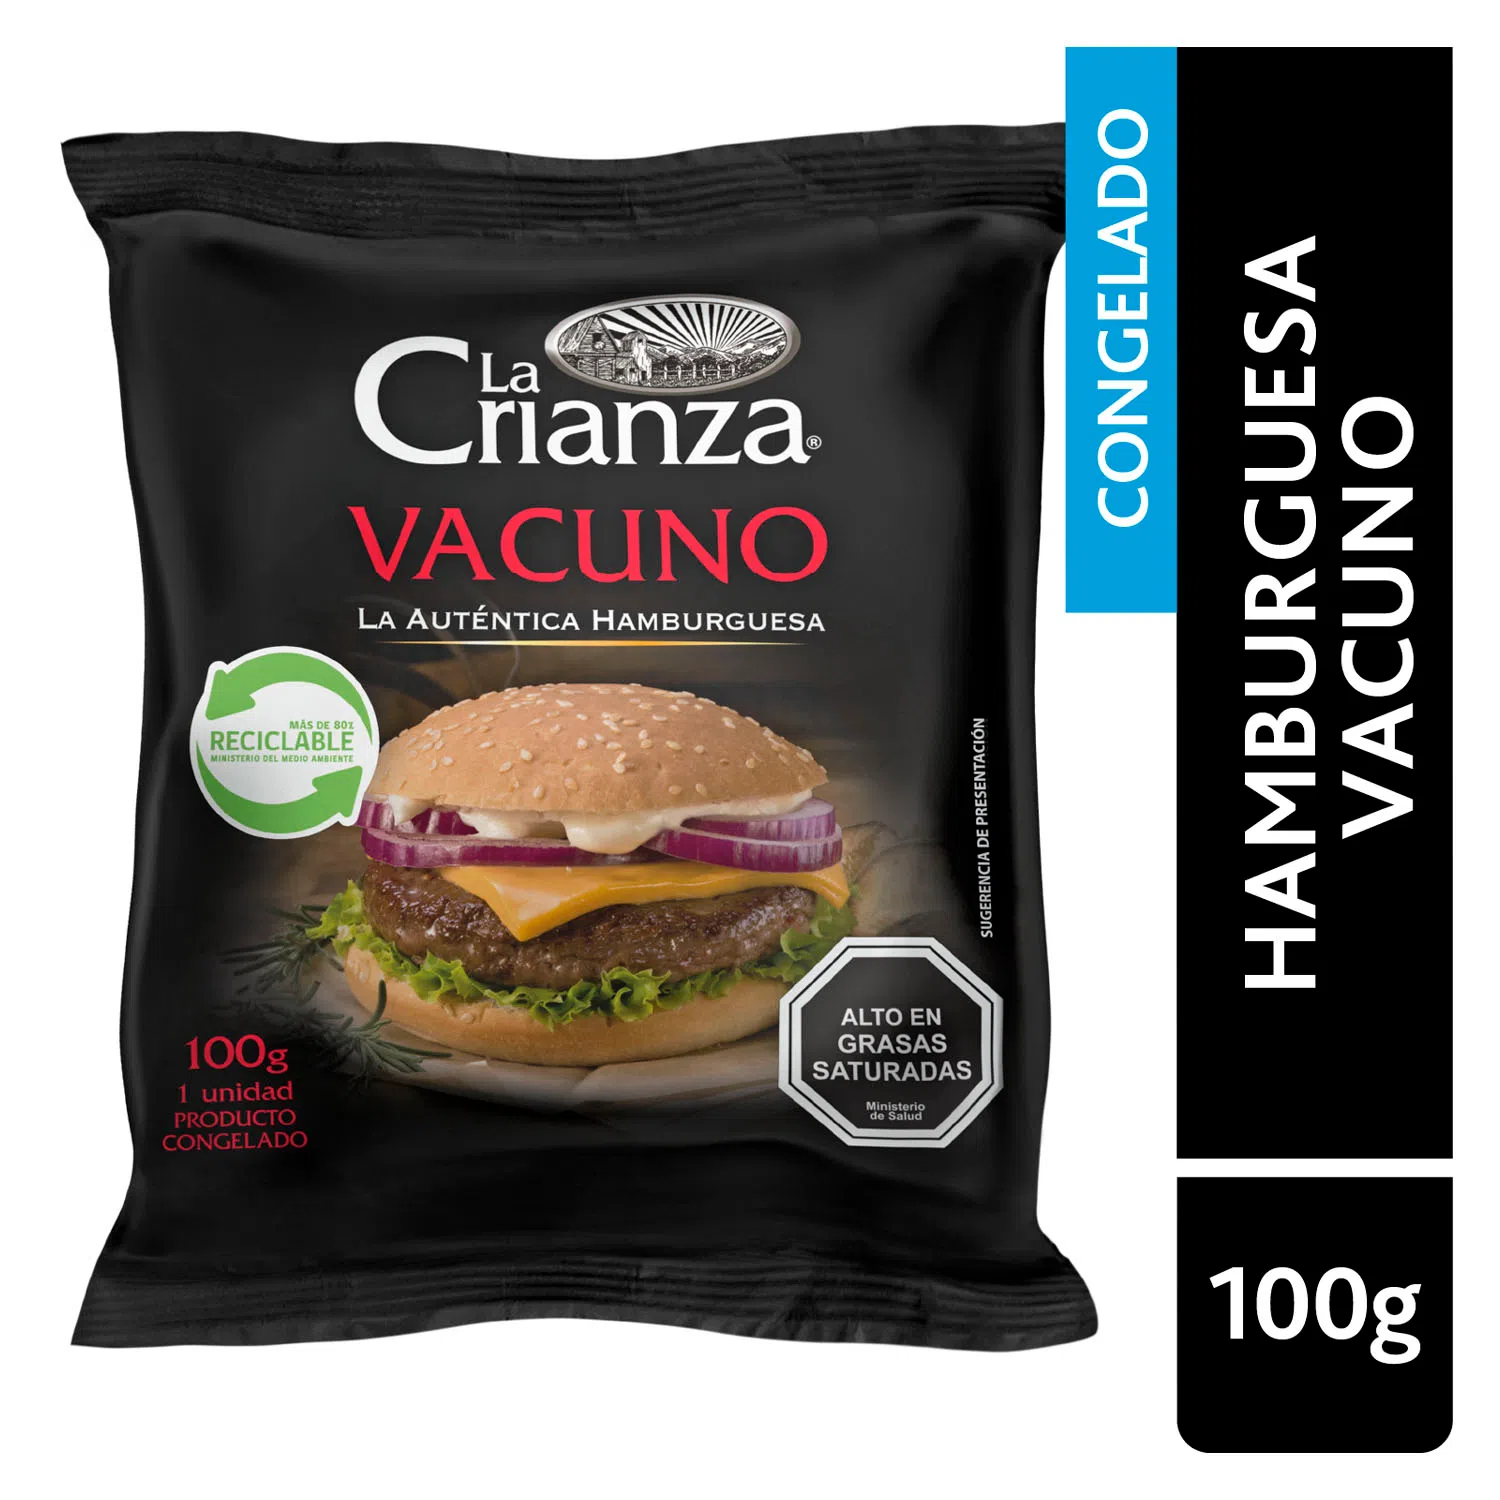 La
Crianza®
VACUNO
LA AUTÉNTICA HAMBURGUESA
MÁS DE 80%
RECICLABLE
MINISTERIO DEL MEDIO AMBIENTE
SUGERENCIA DE PRESENTACIÓN
ALTO EN
GRASAS
SATURADAS
Ministerio
de Salud
100g
1 unidad
PRODUCTO
CONGELADO
CONGELADO
HAMBURGUESA
VACUNO
100g